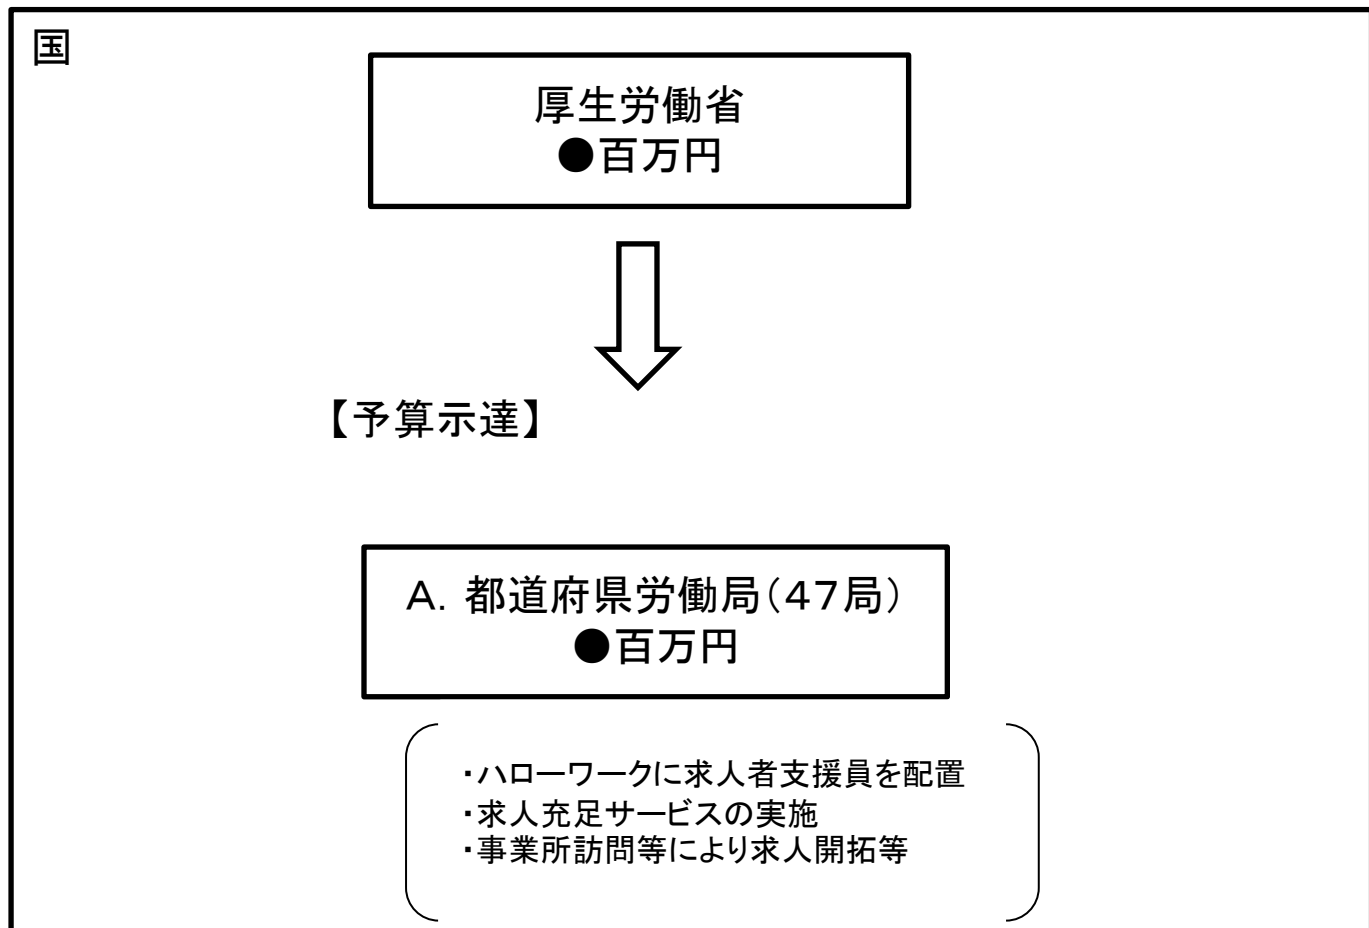 国
厚生労働省
●百万円
【予算示達】
A．都道府県労働局（４７局）
●百万円
・ハローワークに求人者支援員を配置
・求人充足サービスの実施
・事業所訪問等により求人開拓等